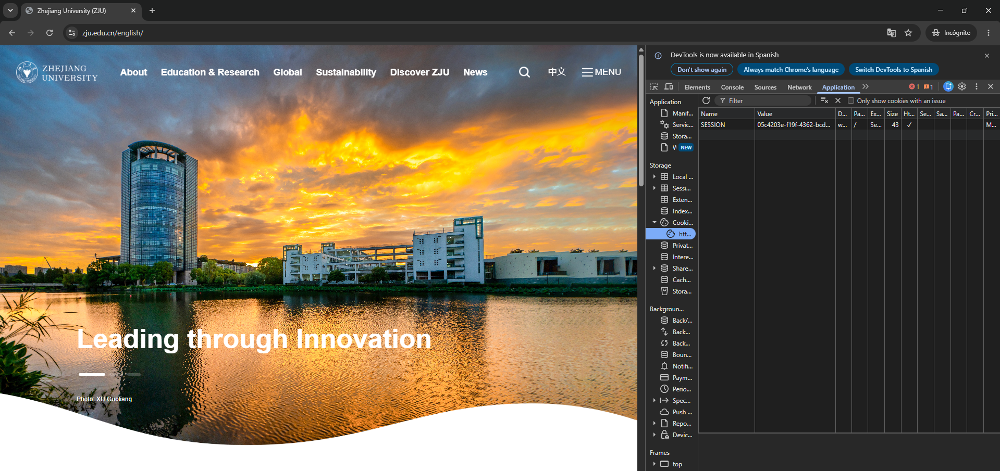 Zhejiang University (ZJU)
zju.edu.cn/english/
Incógnito
ZHEJIANG
UNIVERSITY
About Education & Research Global Sustainability Discover ZJU News 中文 MENU
Leading through Innovation
Photo: XU Guoliang
DevTools is now available in Spanish
Don't show again Always match Chrome's language Switch DevTools to Spanish
Elements Console Sources Network Application 1 1
Filter Only show cookies with an issue
Name Value D... Pa... Ex... Size Ht... Se... Sa... Pa... Cr... Pri...
SESSION 05c4203e-f19f-4362-bcd... w... / Se... 43 ✓ M...
Application
Manif...
Servic...
Stora...
W NEW
Storage
Local ...
Sessi...
Exten...
Index...
Cooki...
htt...
Privat...
Intere...
Share...
Cach...
Stora...
Backgroun...
Back/...
Back...
Back...
Boun...
Notifi...
Paym...
Perio...
Spec...
Push ...
Repo...
Devic...
Frames
top